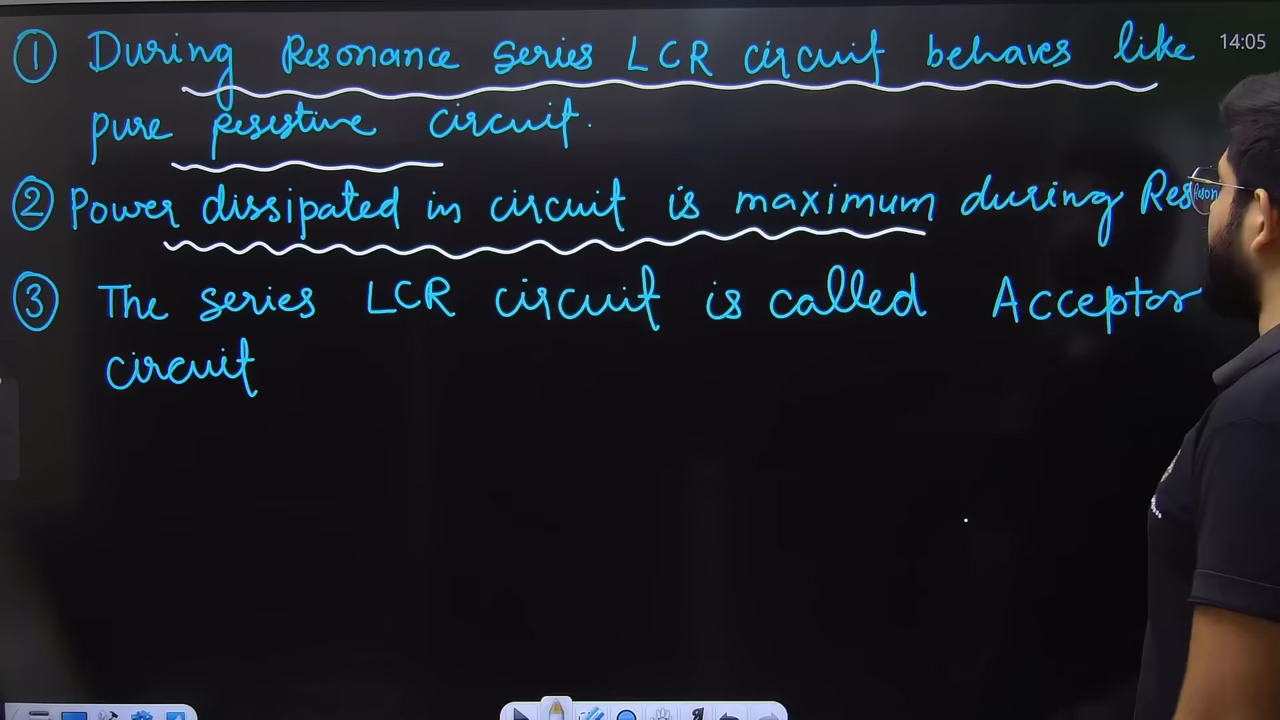 ① During Resonance series LCR circuit behaves like
pure resistive circuit.
② Power dissipated in circuit is maximum during Res
③ The series LCR circuit is called Acceptor
circuit
14:05